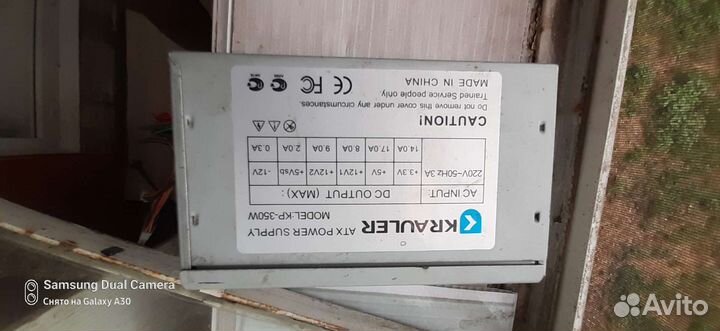 KRAULER
ATX POWER SUPPLY
MODEL:KP-350W
AC INPUT: DC OUTPUT (MAX) :
220V~50Hz 3A +3.3V +5V +12V1 +12V2 +5Vsb -12V
14.0A 17.0A 8.0A 9.0A 2.0A 0.3A
CAUTION!
Do not remove this cover under any circumstances.
Trained Service people only.
MADE IN CHINA
CE FC
Samsung Dual Camera
Снято на Galaxy A30
Avito